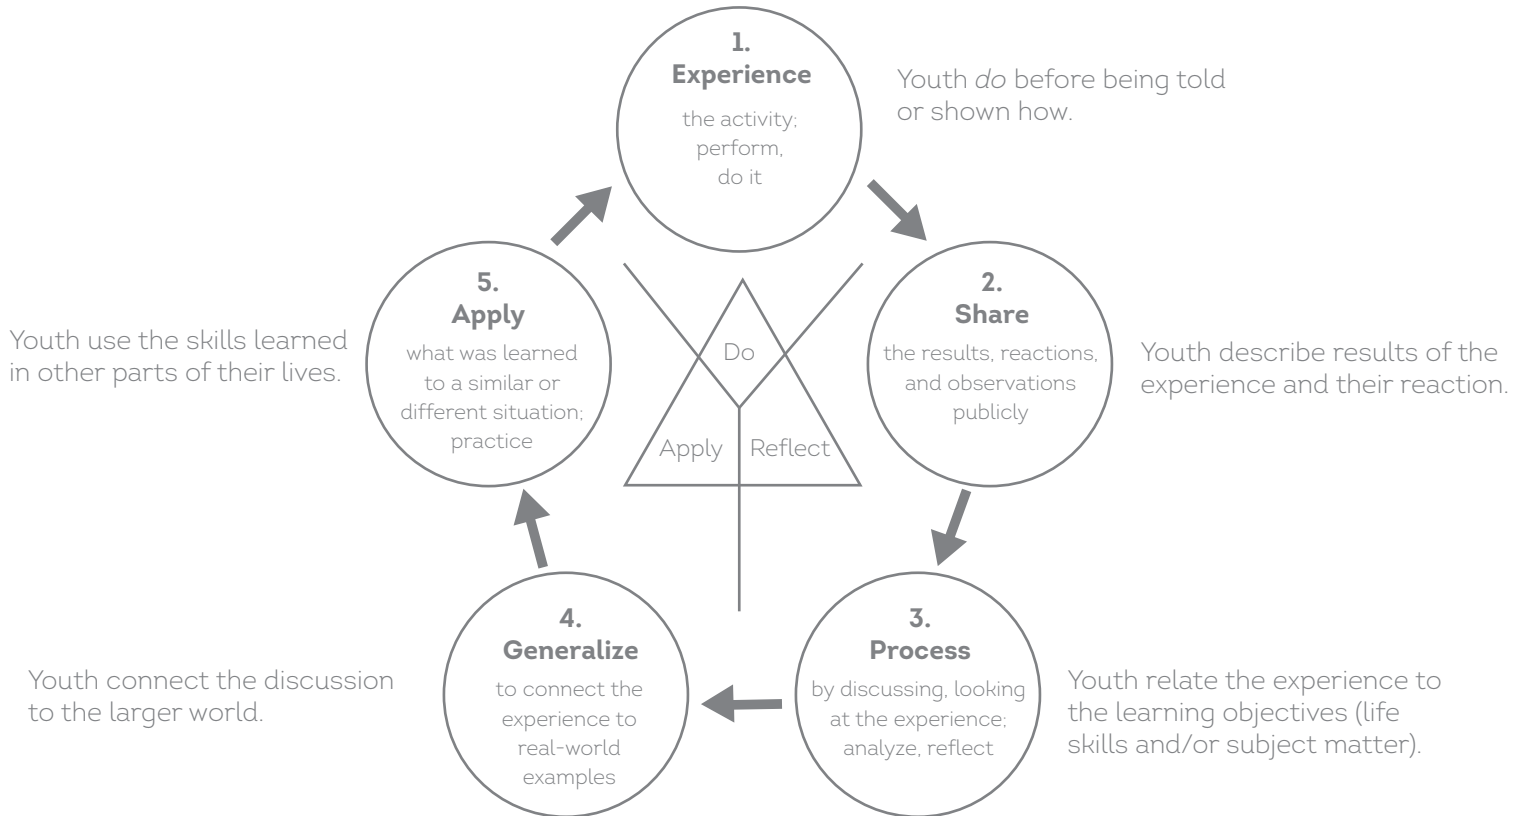 1.
Experience
the activity;
perform,
do it
Youth do before being told
or shown how.
2.
Share
the results, reactions,
and observations
publicly
Youth describe results of the
experience and their reaction.
3.
Process
by discussing, looking
at the experience;
analyze, reflect
Youth relate the experience to
the learning objectives (life
skills and/or subject matter).
4.
Generalize
to connect the
experience to
real-world
examples
Youth connect the discussion
to the larger world.
5.
Apply
what was learned
to a similar or
different situation;
practice
Youth use the skills learned
in other parts of their lives.
Do
Apply
Reflect